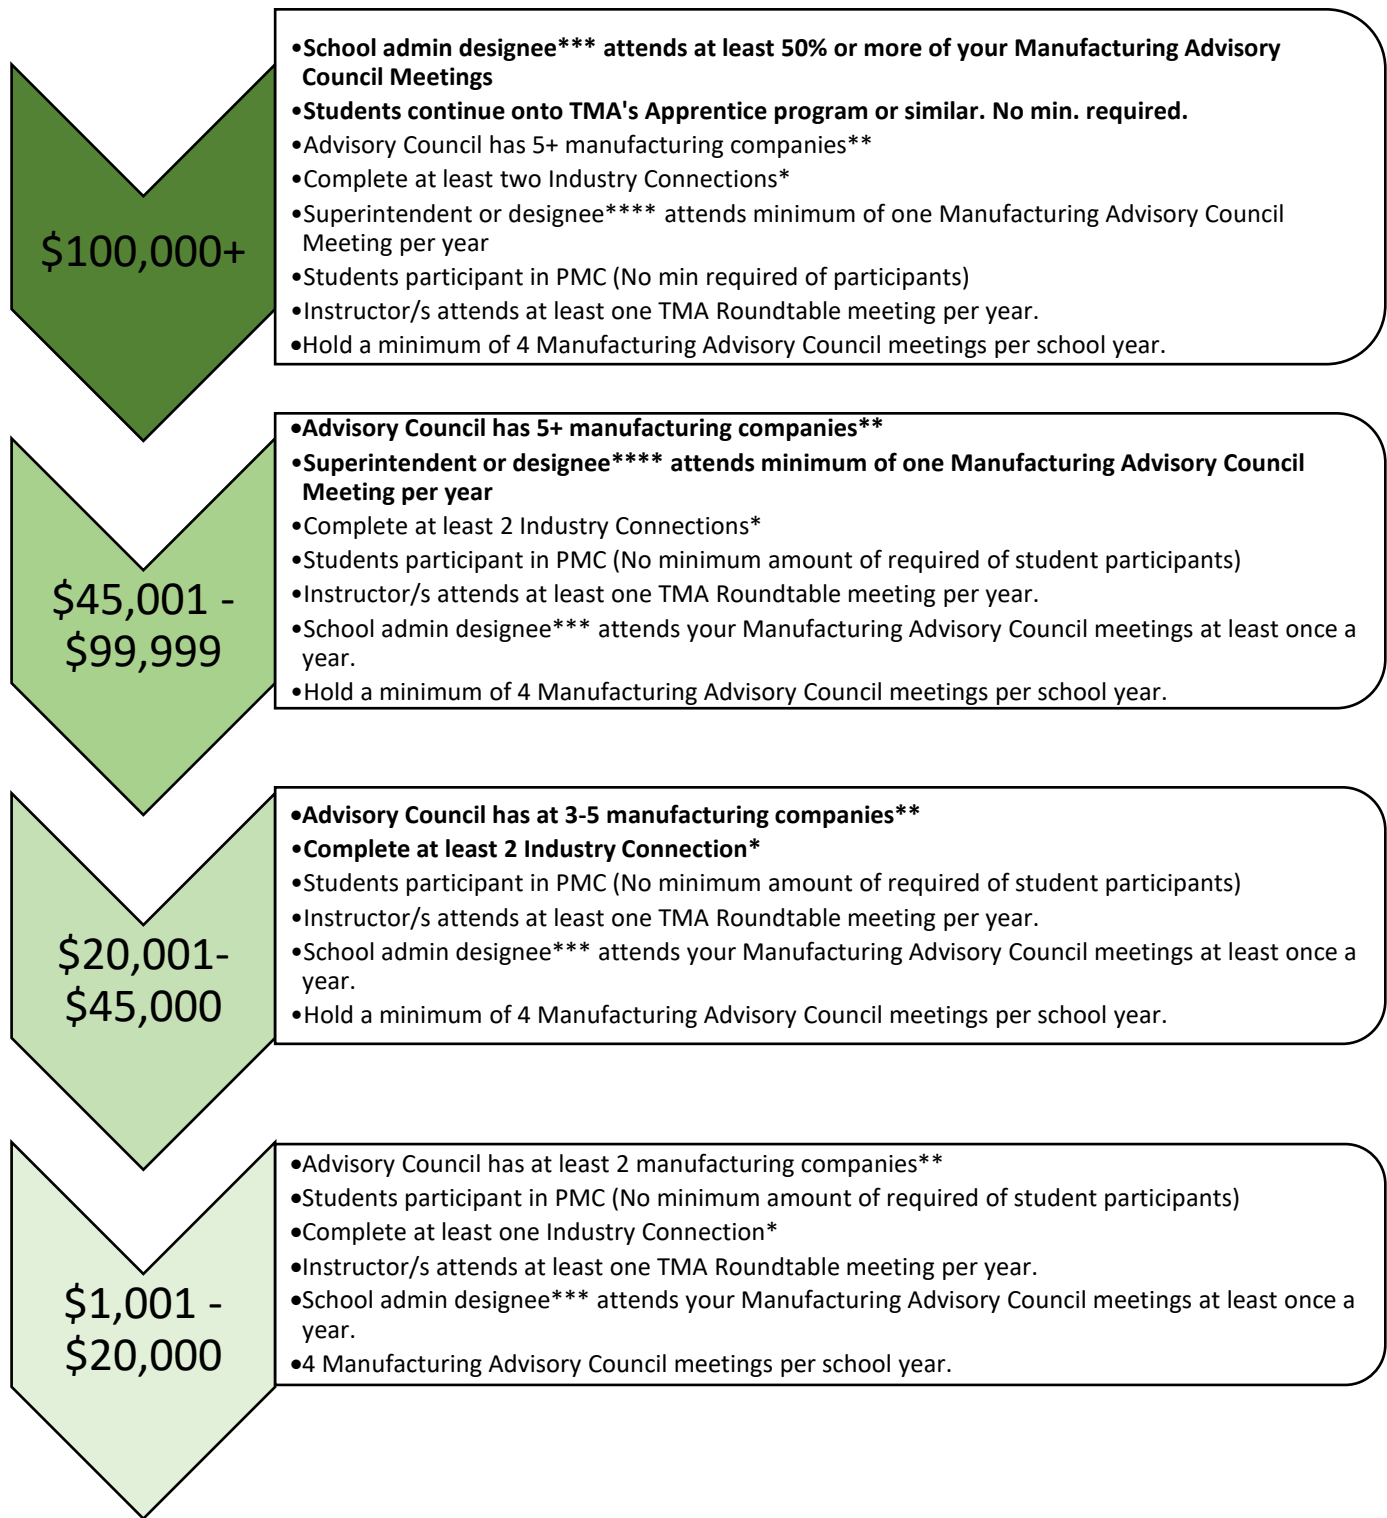 $100,000+
•School admin designee*** attends at least 50% or more of your Manufacturing Advisory
Council Meetings
•Students continue onto TMA's Apprentice program or similar. No min. required.
•Advisory Council has 5+ manufacturing companies**
•Complete at least two Industry Connections*
•Superintendent or designee**** attends minimum of one Manufacturing Advisory Council
Meeting per year
•Students participant in PMC (No min required of participants)
•Instructor/s attends at least one TMA Roundtable meeting per year.
•Hold a minimum of 4 Manufacturing Advisory Council meetings per school year.
$45,001 -
$99,999
•Advisory Council has 5+ manufacturing companies**
•Superintendent or designee**** attends minimum of one Manufacturing Advisory Council
Meeting per year
•Complete at least 2 Industry Connections*
•Students participant in PMC (No minimum amount of required of student participants)
•Instructor/s attends at least one TMA Roundtable meeting per year.
•School admin designee*** attends your Manufacturing Advisory Council meetings at least once a
year.
•Hold a minimum of 4 Manufacturing Advisory Council meetings per school year.
$20,001-
$45,000
•Advisory Council has at 3-5 manufacturing companies**
•Complete at least 2 Industry Connection*
•Students participant in PMC (No minimum amount of required of student participants)
•Instructor/s attends at least one TMA Roundtable meeting per year.
•School admin designee*** attends your Manufacturing Advisory Council meetings at least once a
year.
•Hold a minimum of 4 Manufacturing Advisory Council meetings per school year.
$1,001 -
$20,000
•Advisory Council has at least 2 manufacturing companies**
•Students participant in PMC (No minimum amount of required of student participants)
•Complete at least one Industry Connection*
•Instructor/s attends at least one TMA Roundtable meeting per year.
•School admin designee*** attends your Manufacturing Advisory Council meetings at least once a
year.
•4 Manufacturing Advisory Council meetings per school year.